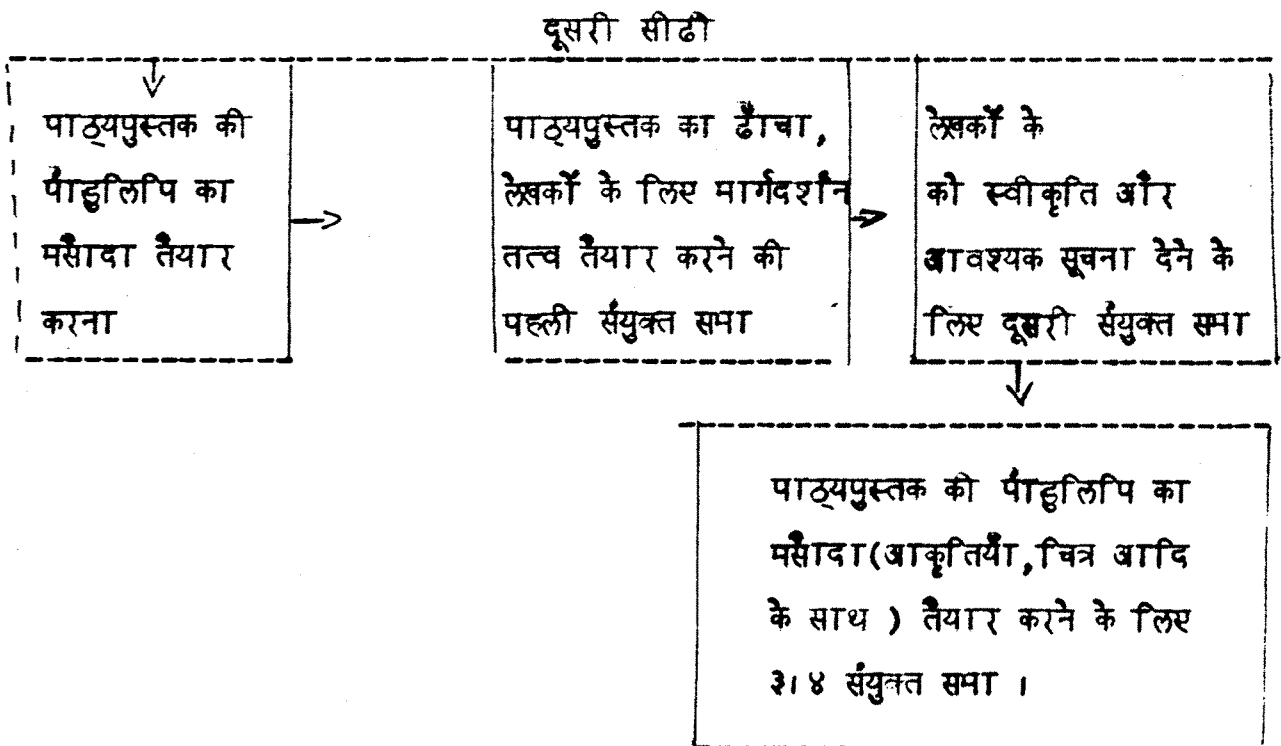 दूसरी सीढी
पाठ्यपुस्तक की
पांडुलिपि का
मसौदा तैयार
करना
पाठ्यपुस्तक का ढाँचा,
लेखकों के लिए मार्गदर्शन
तत्व तैयार करने की
पहली संयुक्त सभा
लेखकों के
को स्वीकृति और
आवश्यक सूचना देने के
लिए दूसरी संयुक्त सभा
पाठ्यपुस्तक की पांडुलिपि का
मसौदा(आकृतियाँ,चित्र आदि
के साथ ) तैयार करने के लिए
३।४ संयुक्त सभा ।